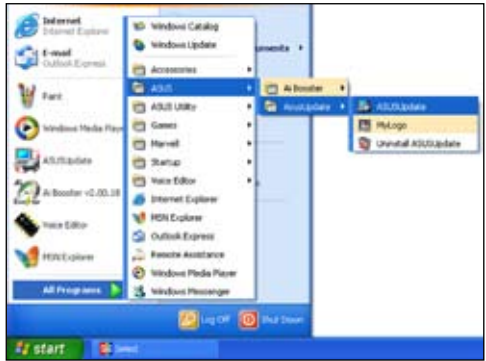 Internet
Internet Explorer
E-mail
Outlook Express
Paint
Windows Media Play
ASUSUpdate
Ai Booster v2.00.18
Voice Editor
MSN Explorer
All Programs
Windows Catalog
Windows Update
Accessories
ASUS
ASUS Utility
Games
Marvell
Startup
Voice Editor
Internet Explorer
MSN Explorer
Outlook Express
Remote Assistance
Windows Media Player
Windows Messenger
uments
Ai Booster
AsusUpdate
ASUSUpdate
MyLogo
Uninstall ASUSUpdate
Log Off
Shut Down
start
Select